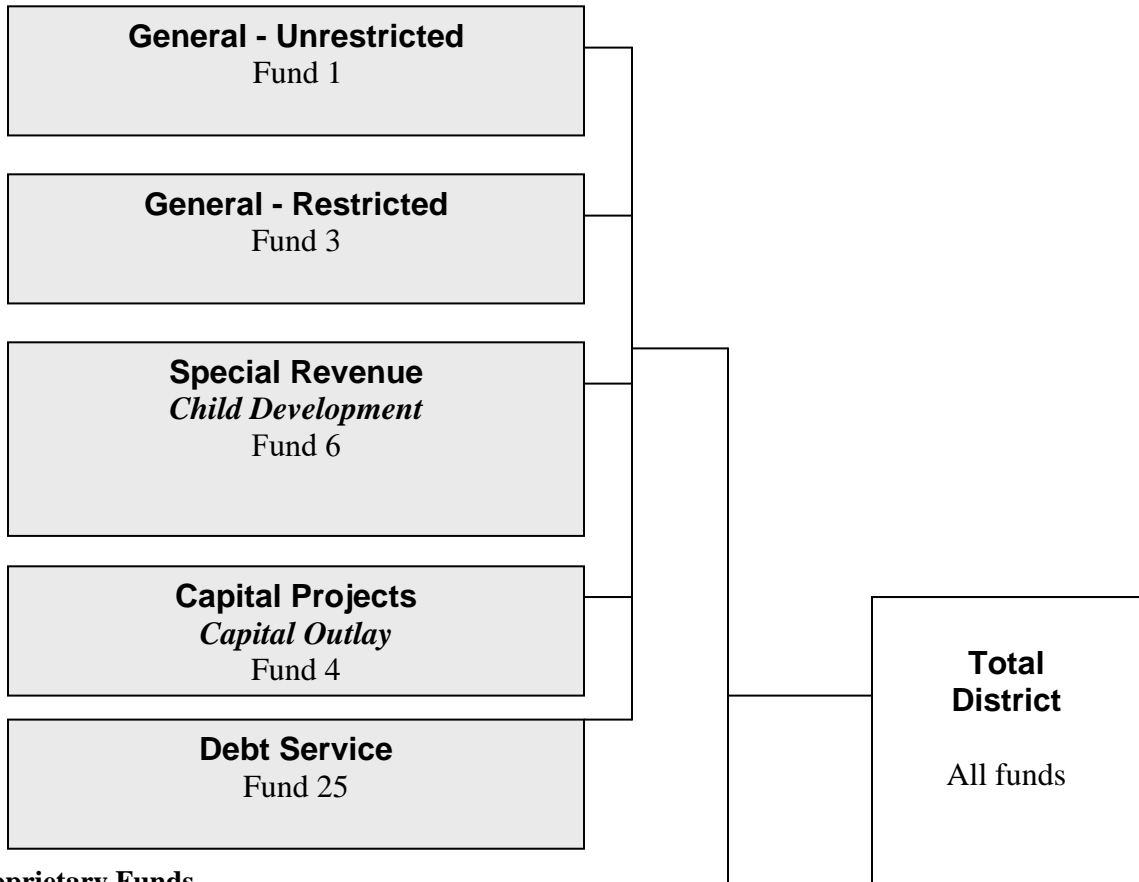 General - Unrestricted
Fund 1
General - Restricted
Fund 3
Special Revenue
Child Development
Fund 6
Capital Projects
Capital Outlay
Fund 4
Debt Service
Fund 25
Total
District
All funds
Funds